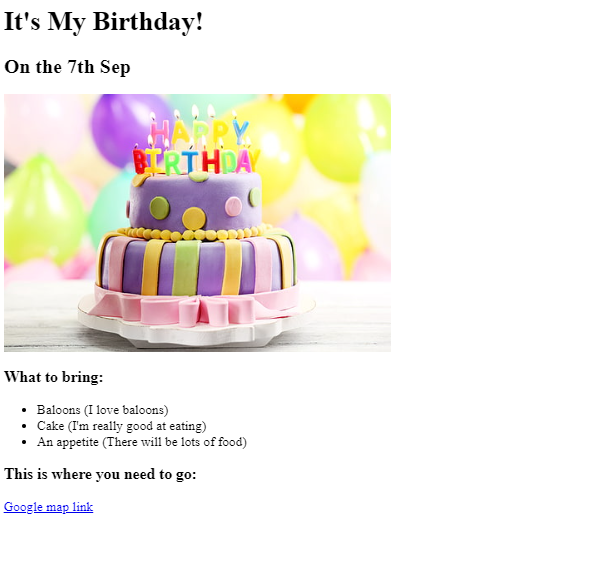 It's My Birthday!
On the 7th Sep
HAPPY
BIRTHDAY
What to bring:
Baloons (I love baloons)
Cake (I'm really good at eating)
An appetite (There will be lots of food)
This is where you need to go:
Google map link